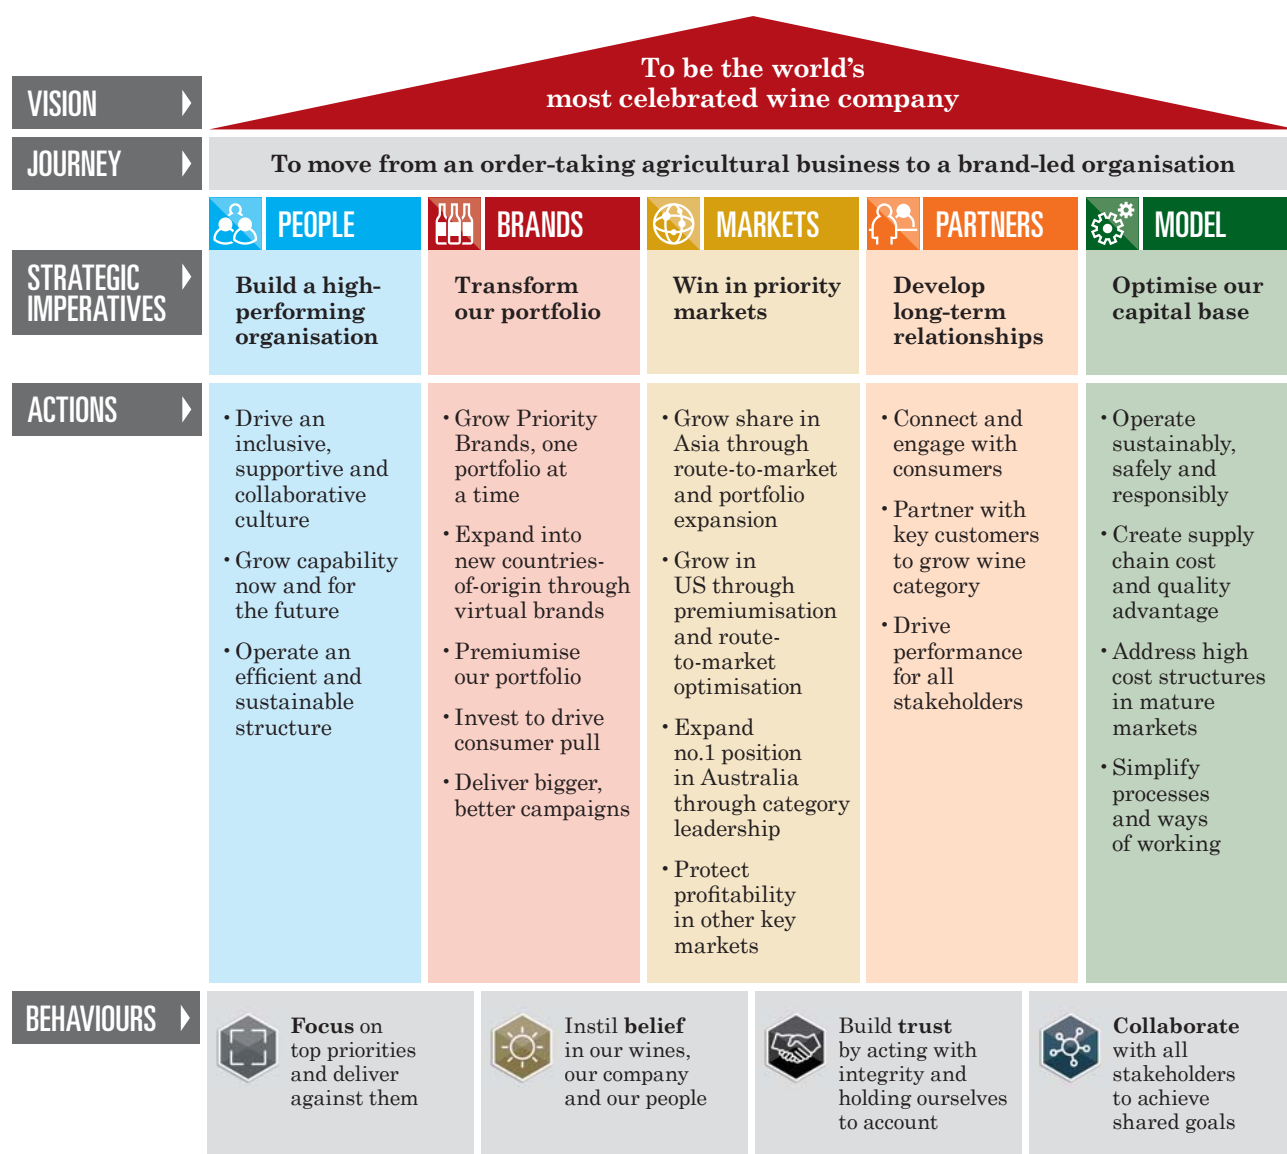 To be the world's
most celebrated wine company
VISION
JOURNEY
To move from an order-taking agricultural business to a brand-led organisation
PEOPLE
BRANDS
MARKETS
PARTNERS
MODEL
STRATEGIC
IMPERATIVES
Build a high-
performing
organisation
Transform
our portfolio
Win in priority
markets
Develop
long-term
relationships
Optimise our
capital base
ACTIONS
• Drive an
inclusive,
supportive and
collaborative
culture
• Grow capability
now and for
the future
• Operate an
efficient and
sustainable
structure
• Grow Priority
Brands, one
portfolio at
a time
• Expand into
new countries-
of-origin through
virtual brands
• Premiumise
our portfolio
• Invest to drive
consumer pull
• Deliver bigger,
better campaigns
• Grow share in
Asia through
route-to-market
and portfolio
expansion
• Grow in
US through
premiumisation
and route-
to-market
optimisation
• Expand
no.1 position
in Australia
through category
leadership
• Protect
profitability
in other key
markets
• Connect and
engage with
consumers
• Partner with
key customers
to grow wine
category
• Drive
performance
for all
stakeholders
• Operate
sustainably,
safely and
responsibly
• Create supply
chain cost
and quality
advantage
• Address high
cost structures
in mature
markets
• Simplify
processes
and ways
of working
BEHAVIOURS
Focus on
top priorities
and deliver
against them
Instil belief
in our wines,
our company
and our people
Build trust
by acting with
integrity and
holding ourselves
to account
Collaborate
with all
stakeholders
to achieve
shared goals